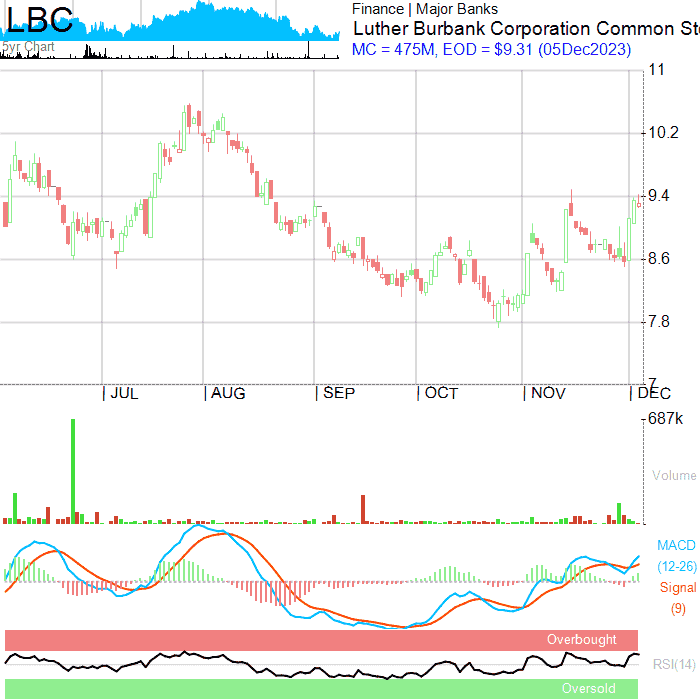 LBC
5yr Chart
Finance | Major Banks
Luther Burbank Corporation Common Sto
MC = 475M, EOD = $9.31 (05Dec2023)
11
10.2
9.4
8.6
7.8
7
| JUL | AUG | SEP | OCT | NOV | DEC
687k
Volume
MACD
(12-26)
Signal
(9)
Overbought
RSI(14)
Oversold